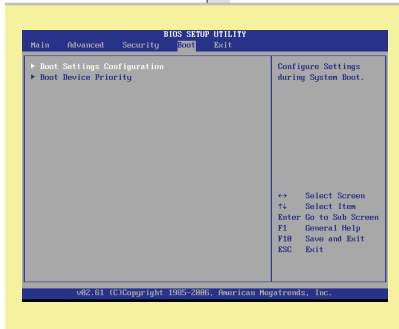 BIOS SETUP UTILITY
Main Advanced Security Boot Exit
▶ Boot Settings Configuration
▶ Boot Device Priority
Configure Settings
during System Boot.
↔ Select Screen
↑↓ Select Item
Enter Go to Sub Screen
F1 General Help
F10 Save and Exit
ESC Exit
v02.61 (C)Copyright 1985-2006, American Megatrends, Inc.